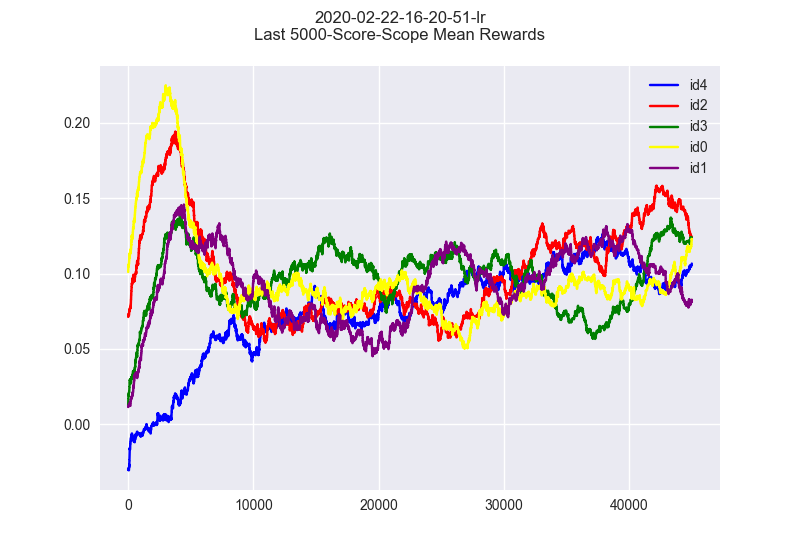 2020-02-22-16-20-51-lr
Last 5000-Score-Scope Mean Rewards
id4
id2
id3
id0
id1
0.20
0.15
0.10
0.05
0.00
0 10000 20000 30000 40000